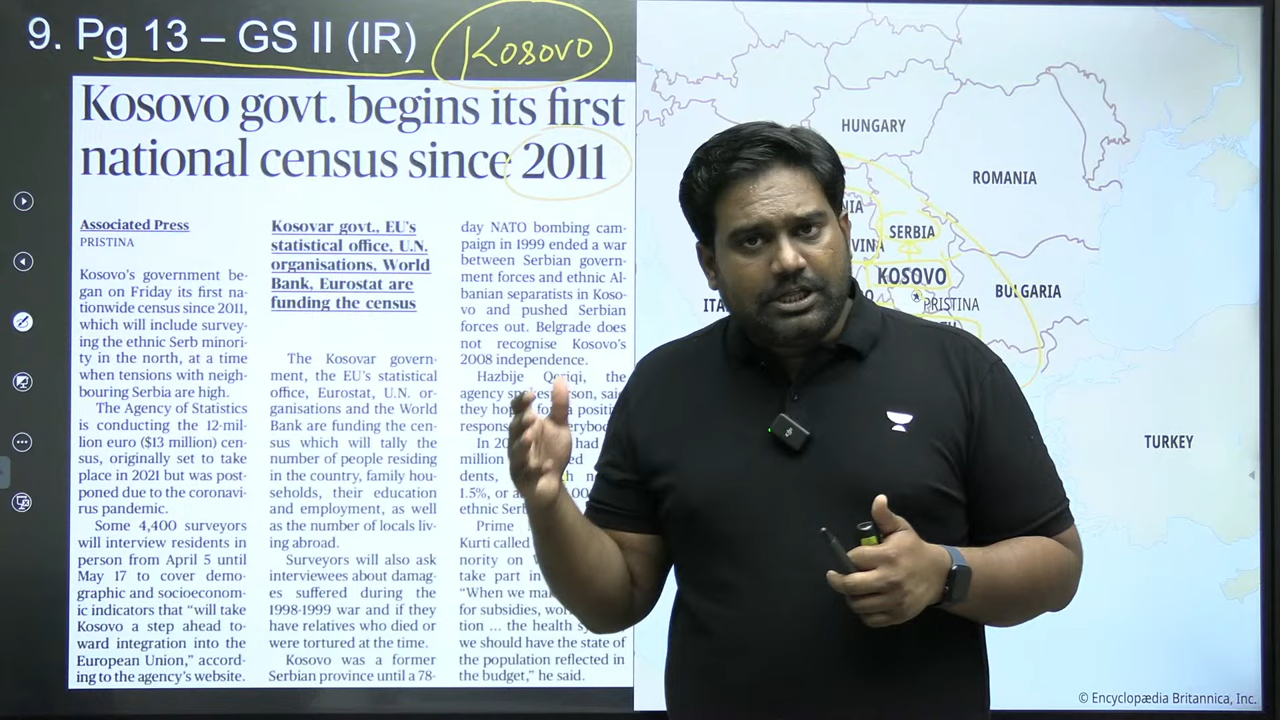 9. Pg 13 – GS II (IR)
Kosovo
Kosovo govt. begins its first
national census since 2011
Associated Press
PRISTINA
Kosovo's government be-
gan on Friday its first na-
tionwide census since 2011,
which will include survey-
ing the ethnic Serb minori-
ty in the north, at a time
when tensions with neigh-
bouring Serbia are high.
The Agency of Statistics
is conducting the 12-mil-
lion euro ($13 million) cen-
sus, originally set to take
place in 2021 but was post-
poned due to the coronavi-
rus pandemic.
Some 4,400 surveyors
will interview residents in
person from April 5 until
May 17 to cover demo-
graphic and socioeconom-
ic indicators that “will take
Kosovo a step ahead to-
ward integration into the
European Union,” accord-
ing to the agency's website.
Kosovar govt., EU's
statistical office, U.N.
organisations, World
Bank, Eurostat are
funding the census
The Kosovar govern-
ment, the EU's statistical
office, Eurostat, U.N. or-
ganisations and the World
Bank are funding the cen-
sus which will tally the
number of people residing
in the country, family hou-
seholds, their education
and employment, as well
as the number of locals liv-
ing abroad.
Surveyors will also ask
interviewees about damag-
es suffered during the
1998-1999 war and if they
have relatives who died or
were tortured at the time.
Kosovo was a former
Serbian province until a 78-
day NATO bombing cam-
paign in 1999 ended a war
between Serbian govern-
ment forces and ethnic Al-
banian separatists in Koso-
vo and pushed Serbian
forces out. Belgrade does
not recognise Kosovo's
2008 independence.
Hazbije Qeriqi, the
agency spokesperson, said
they for a
In had
million
1.5%, or
ethnic
Prime
Kurti called
on
take part in
“When we
for subsidies,
tion ... the health
we should have the state of
the population reflected in
the budget,” he said.
HUNGARY
ROMANIA
SERBIA
KOSOVO
PRISTINA
BULGARIA
TURKEY
© Encyclopædia Britannica, Inc.